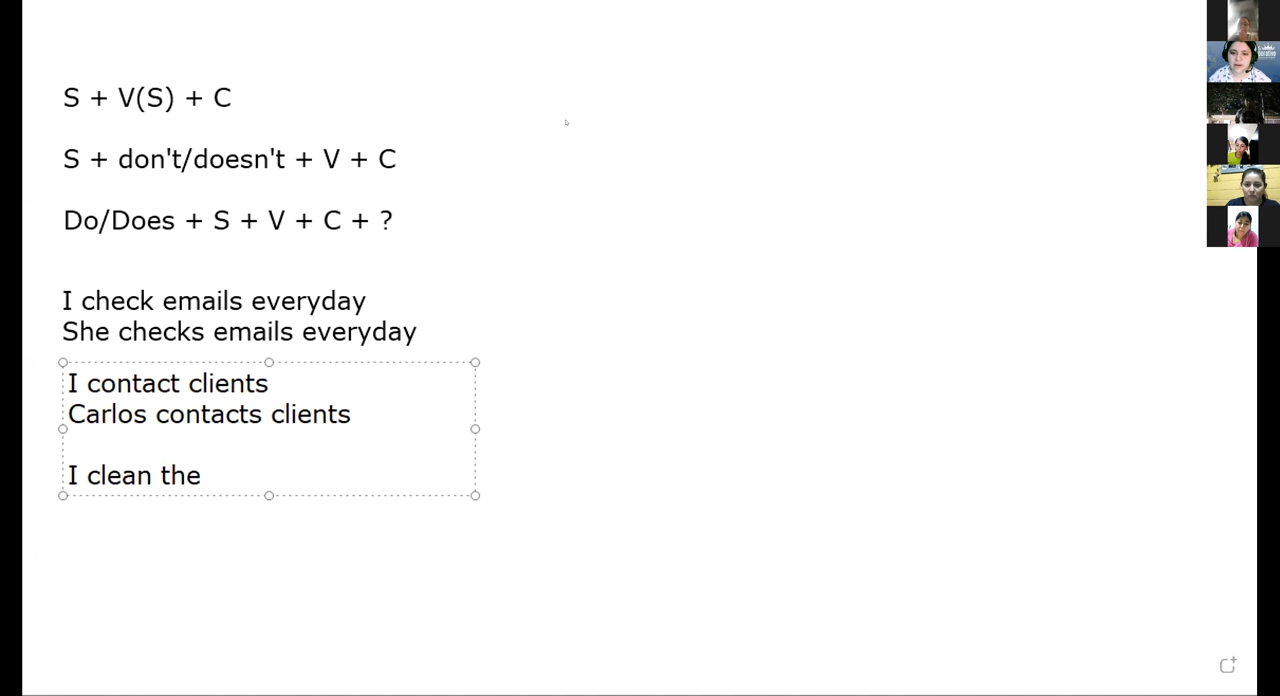 S + V(S) + C
S + don't/doesn't + V + C
Do/Does + S + V + C + ?
I check emails everyday
She checks emails everyday
I contact clients
Carlos contacts clients
I clean the